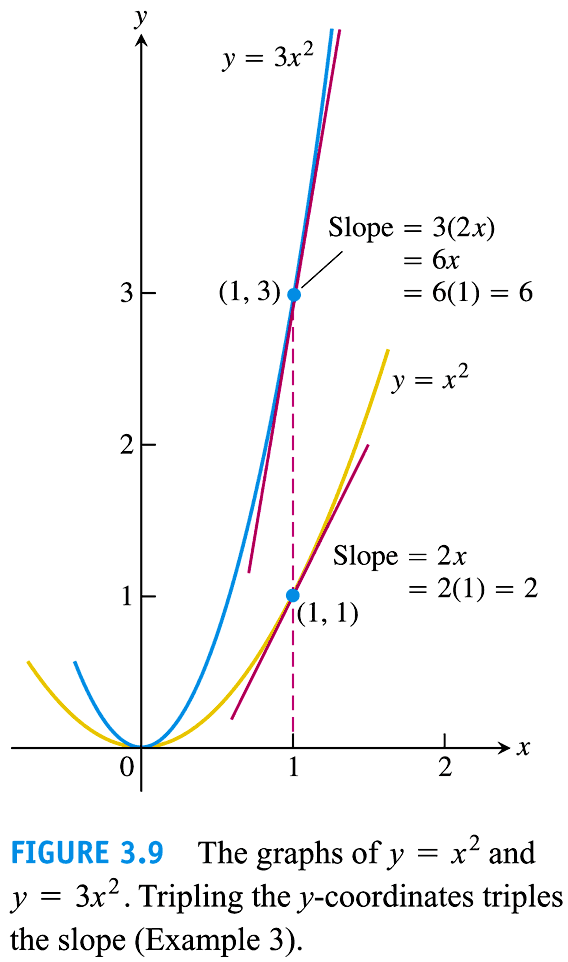 y
y = 3x²
Slope = 3(2x)
= 6x
(1, 3)
= 6(1) = 6
3
y = x²
2
Slope = 2x
= 2(1) = 2
1
(1, 1)
x
0
1
2
FIGURE 3.9 The graphs of y = x² and
y = 3x². Tripling the y-coordinates triples
the slope (Example 3).